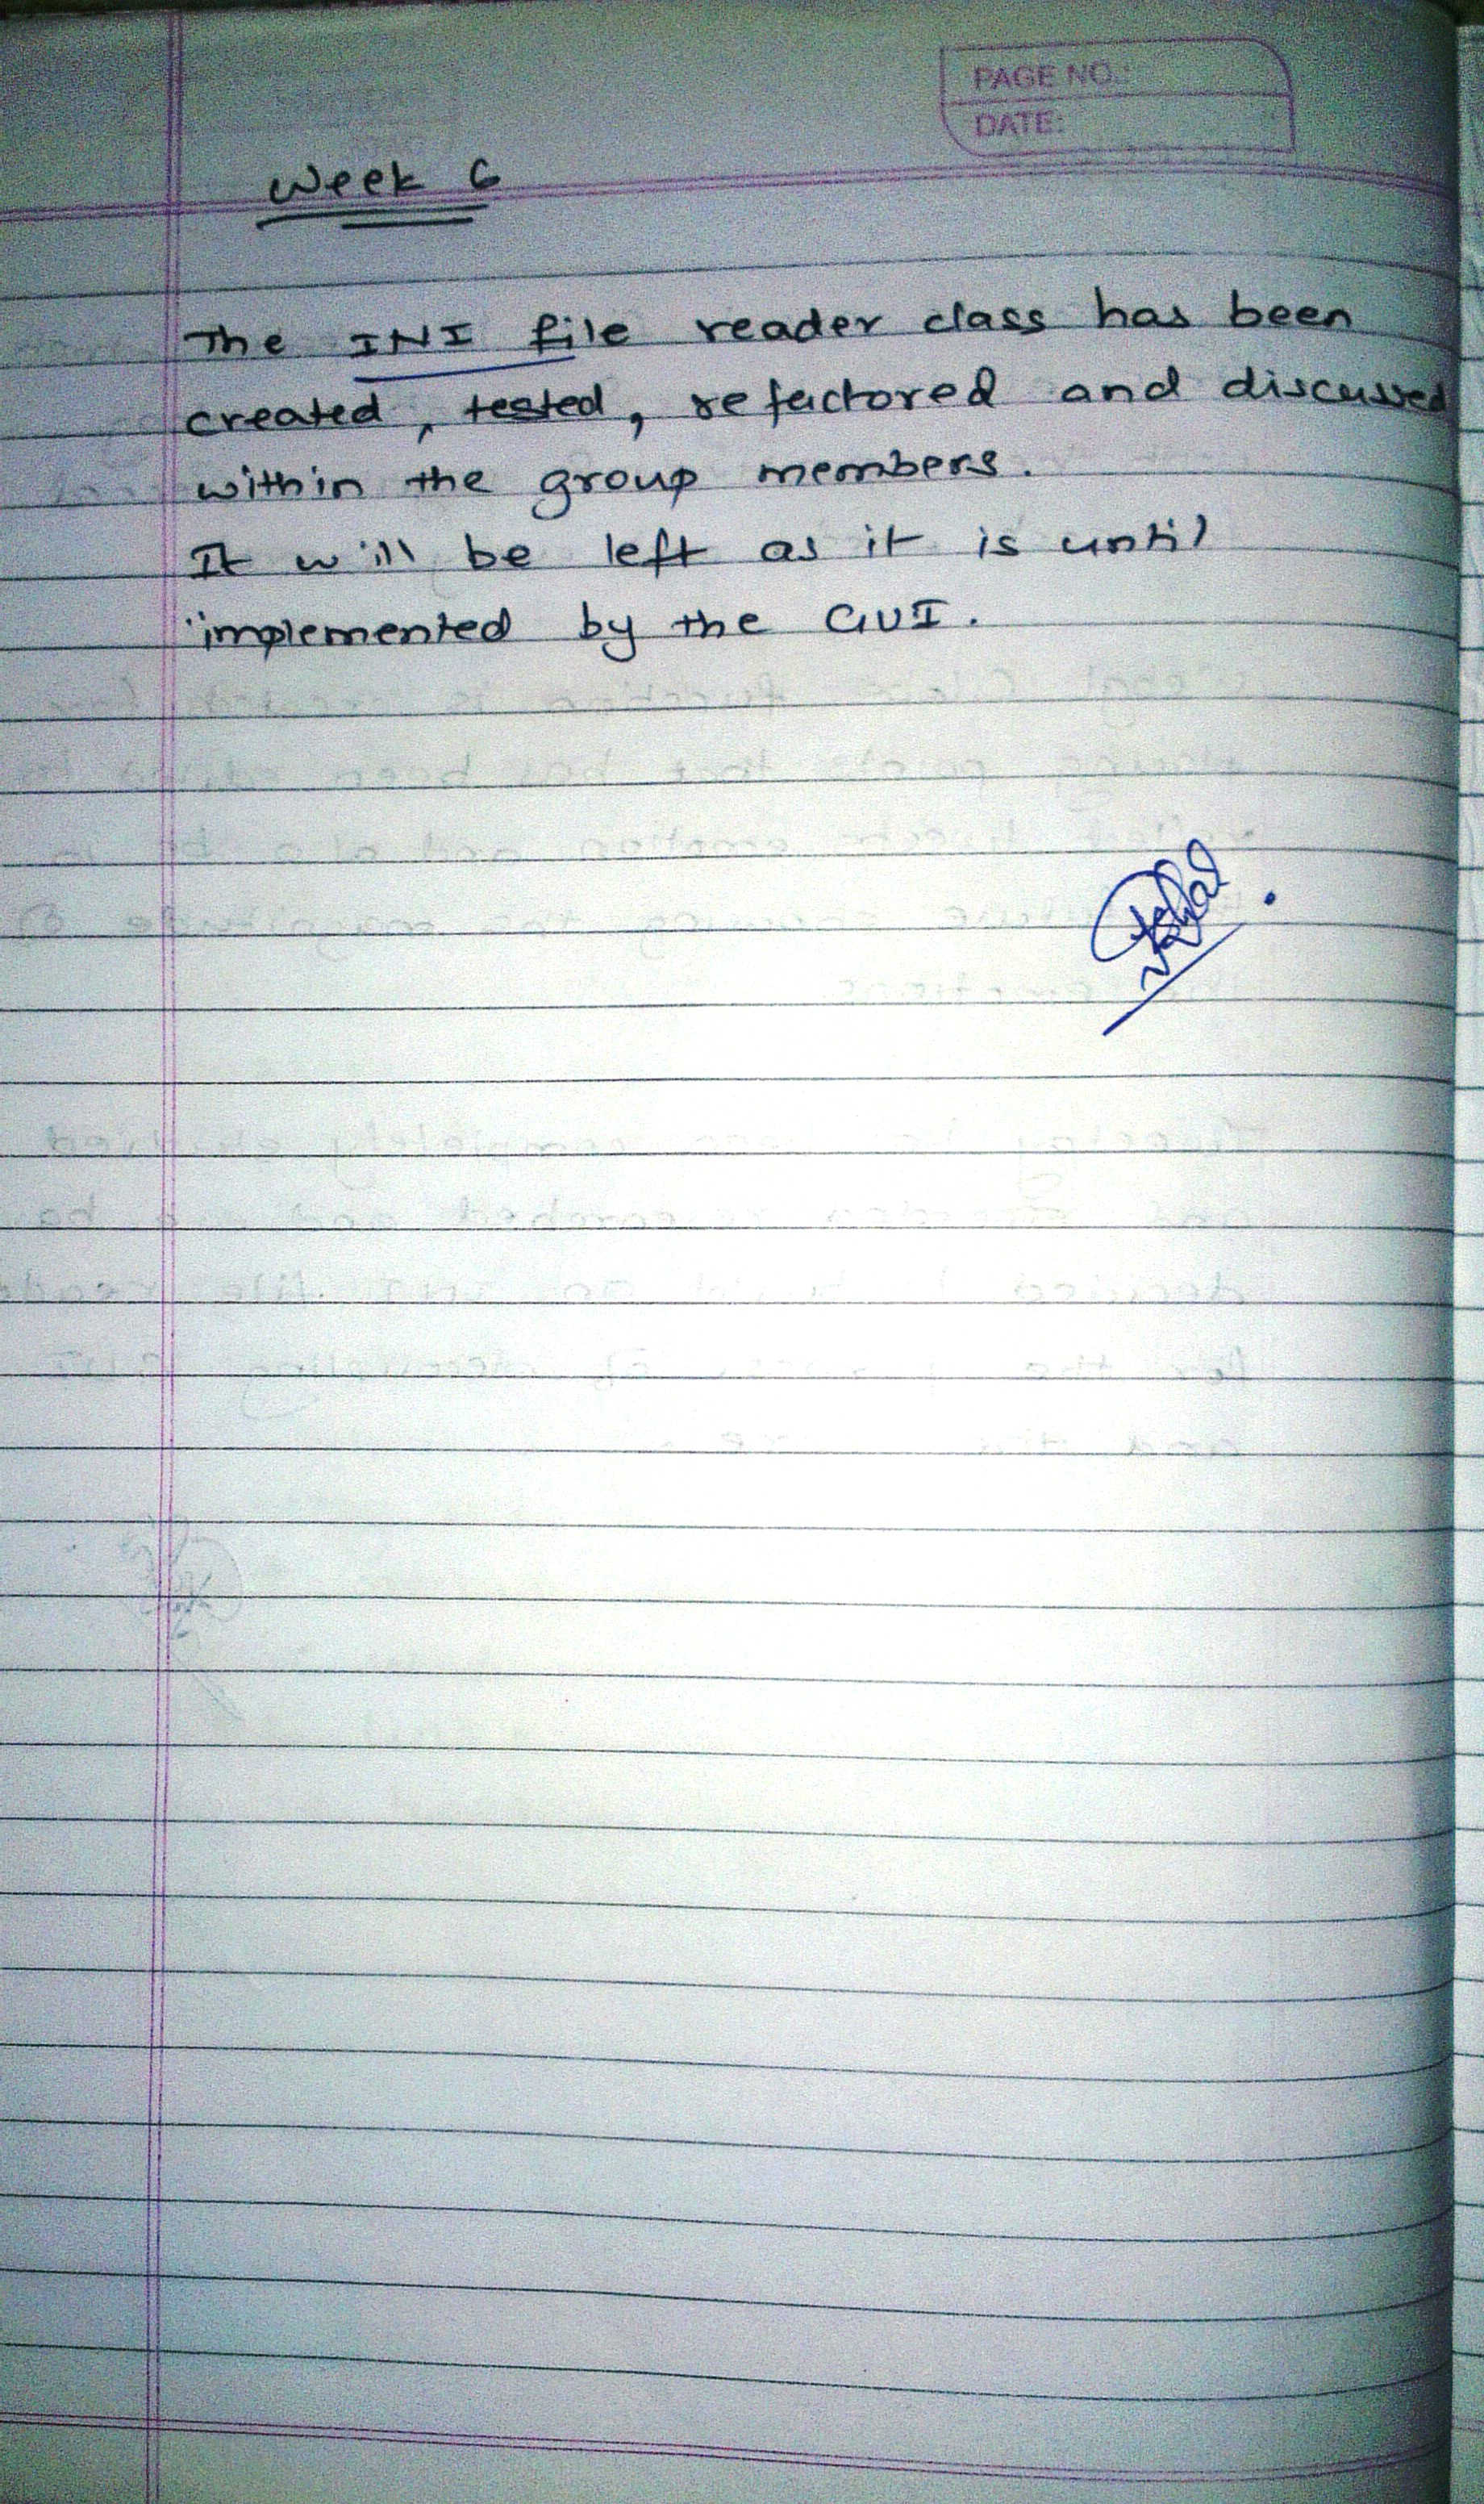 PAGE NO.:
DATE:
Week 6
The INI file reader class has been
created, tested, refactored and discussed
within the group members.
It will be left as it is until
implemented by the GUI.